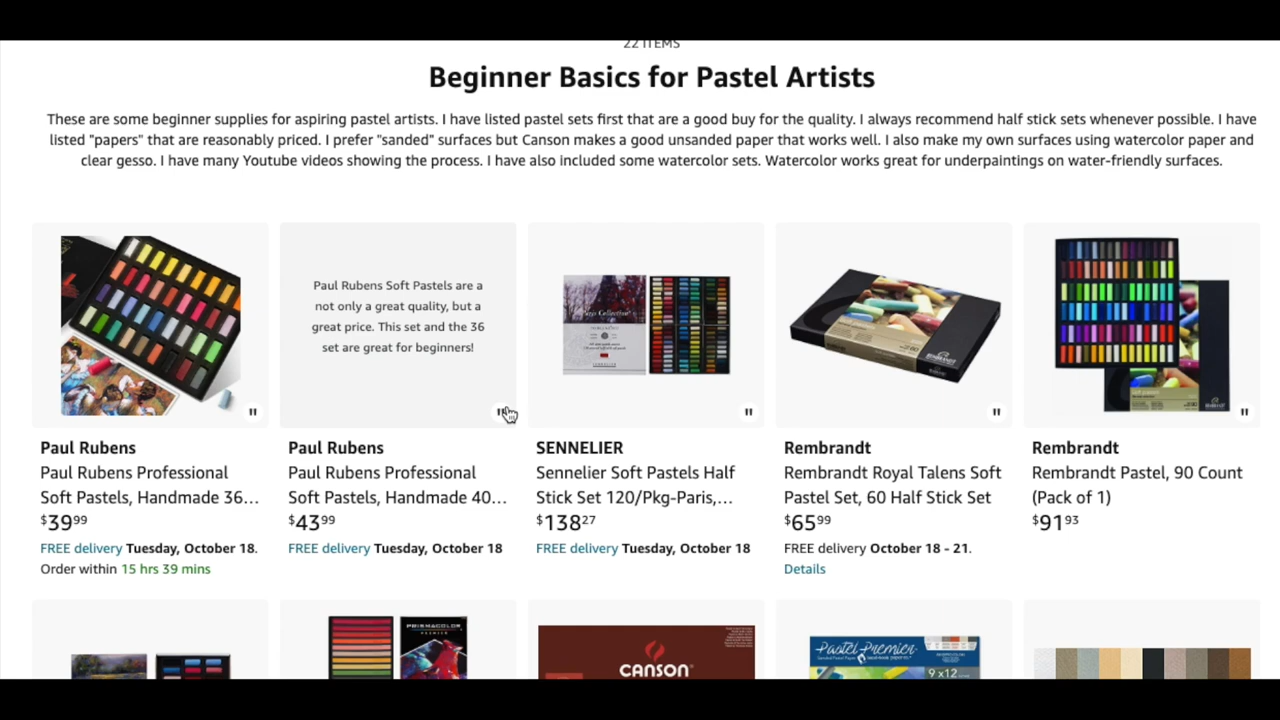 22 ITEMS
Beginner Basics for Pastel Artists
These are some beginner supplies for aspiring pastel artists. I have listed pastel sets first that are a good buy for the quality. I always recommend half stick sets whenever possible. I have
listed "papers" that are reasonably priced. I prefer "sanded" surfaces but Canson makes a good unsanded paper that works well. I also make my own surfaces using watercolor paper and
clear gesso. I have many Youtube videos showing the process. I have also included some watercolor sets. Watercolor works great for underpaintings on water-friendly surfaces.
Paul Rubens Soft Pastels are a
not only a great quality, but a
great price. This set and the 36
set are great for beginners!
Paul Rubens
Paul Rubens Professional
Soft Pastels, Handmade 36...
$39 99
FREE delivery Tuesday, October 18.
Order within 15 hrs 39 mins
Paul Rubens
Paul Rubens Professional
Soft Pastels, Handmade 40...
$43 99
FREE delivery Tuesday, October 18
SENNELIER
Sennelier Soft Pastels Half
Stick Set 120/Pkg-Paris,...
$138 27
FREE delivery Tuesday, October 18
Rembrandt
Rembrandt Royal Talens Soft
Pastel Set, 60 Half Stick Set
$65 99
FREE delivery October 18 - 21.
Details
Rembrandt
Rembrandt Pastel, 90 Count
(Pack of 1)
$91 93
PRISMACOLOR
PREMIER
CANSON
Pastel Premier
9 x 12